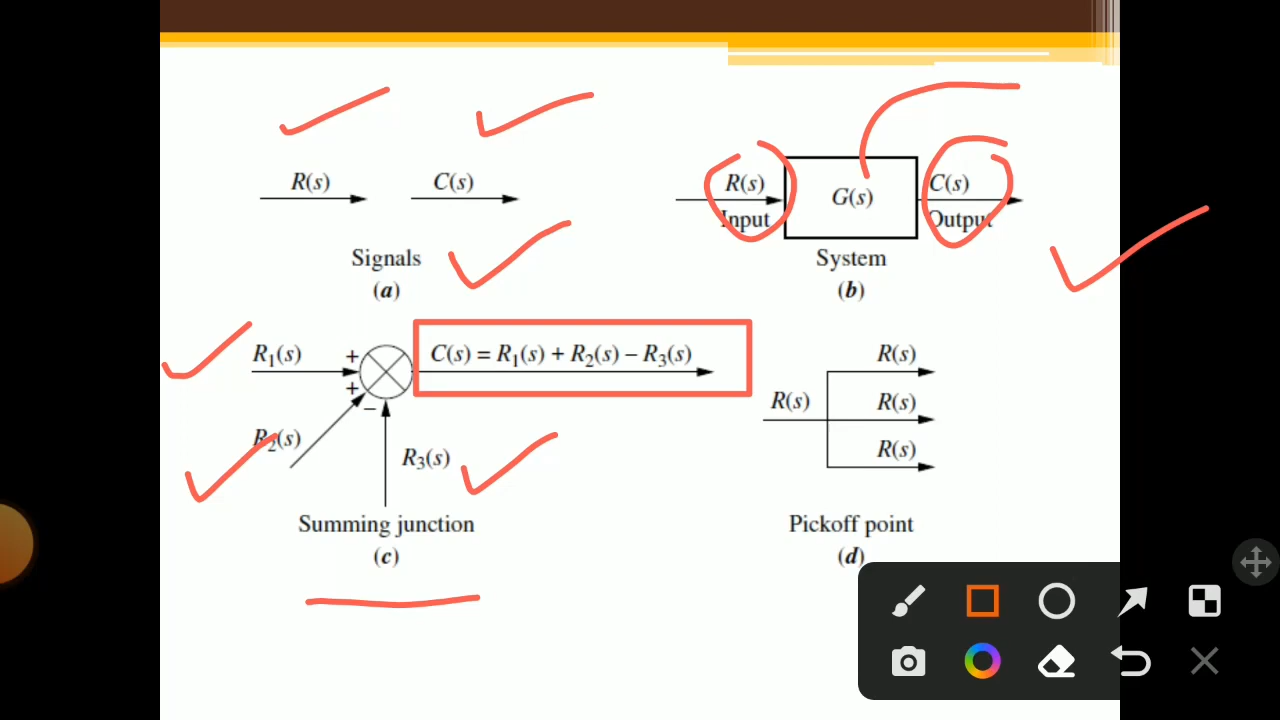 R(s) C(s)
Signals
(a)
R(s) G(s) C(s)
Input Output
System
(b)
R₁(s) + C(s) = R₁(s) + R₂(s) – R₃(s)
+
–
R₂(s)
R₃(s)
Summing junction
(c)
R(s)
R(s) R(s)
R(s)
Pickoff point
(d)